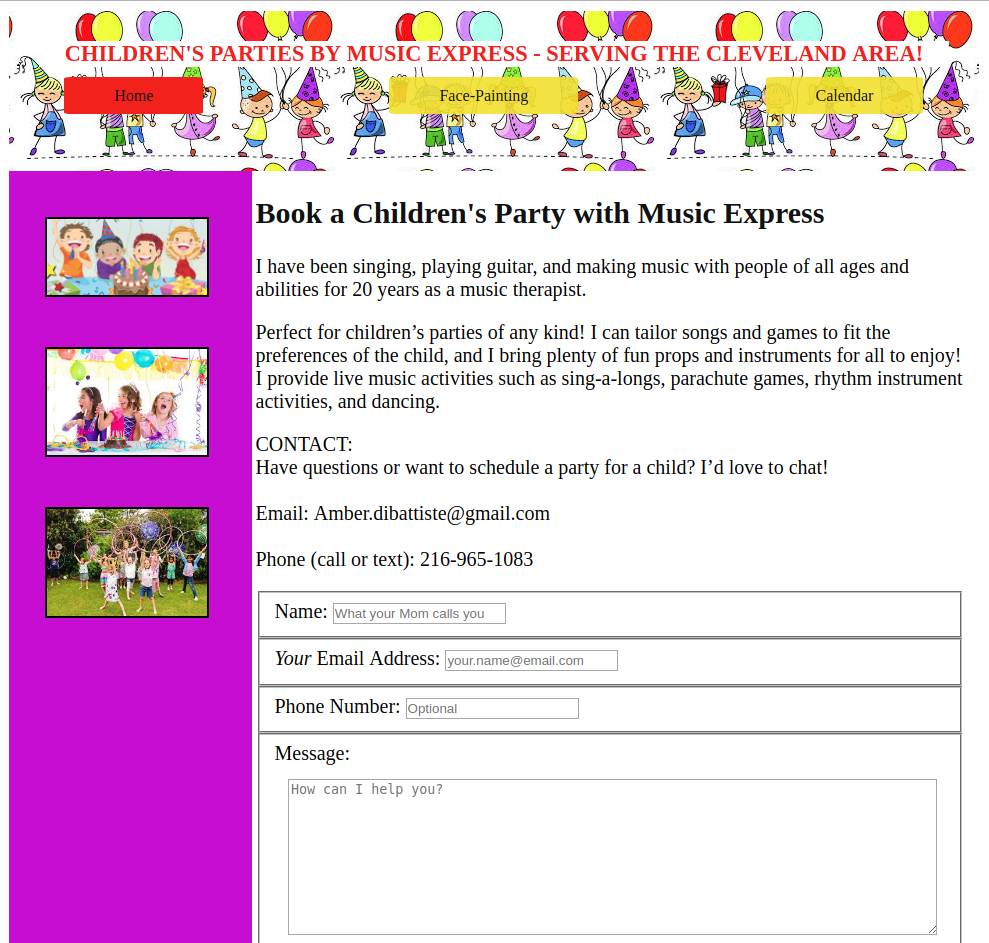 CHILDREN'S PARTIES BY MUSIC EXPRESS - SERVING THE CLEVELAND AREA!
Home Face-Painting Calendar
Book a Children's Party with Music Express
I have been singing, playing guitar, and making music with people of all ages and
abilities for 20 years as a music therapist.
Perfect for children’s parties of any kind! I can tailor songs and games to fit the
preferences of the child, and I bring plenty of fun props and instruments for all to enjoy!
I provide live music activities such as sing-a-longs, parachute games, rhythm instrument
activities, and dancing.
CONTACT:
Have questions or want to schedule a party for a child? I’d love to chat!
Email: Amber.dibattiste@gmail.com
Phone (call or text): 216-965-1083
Name: What your Mom calls you
Your Email Address: your.name@email.com
Phone Number: Optional
Message:
How can I help you?